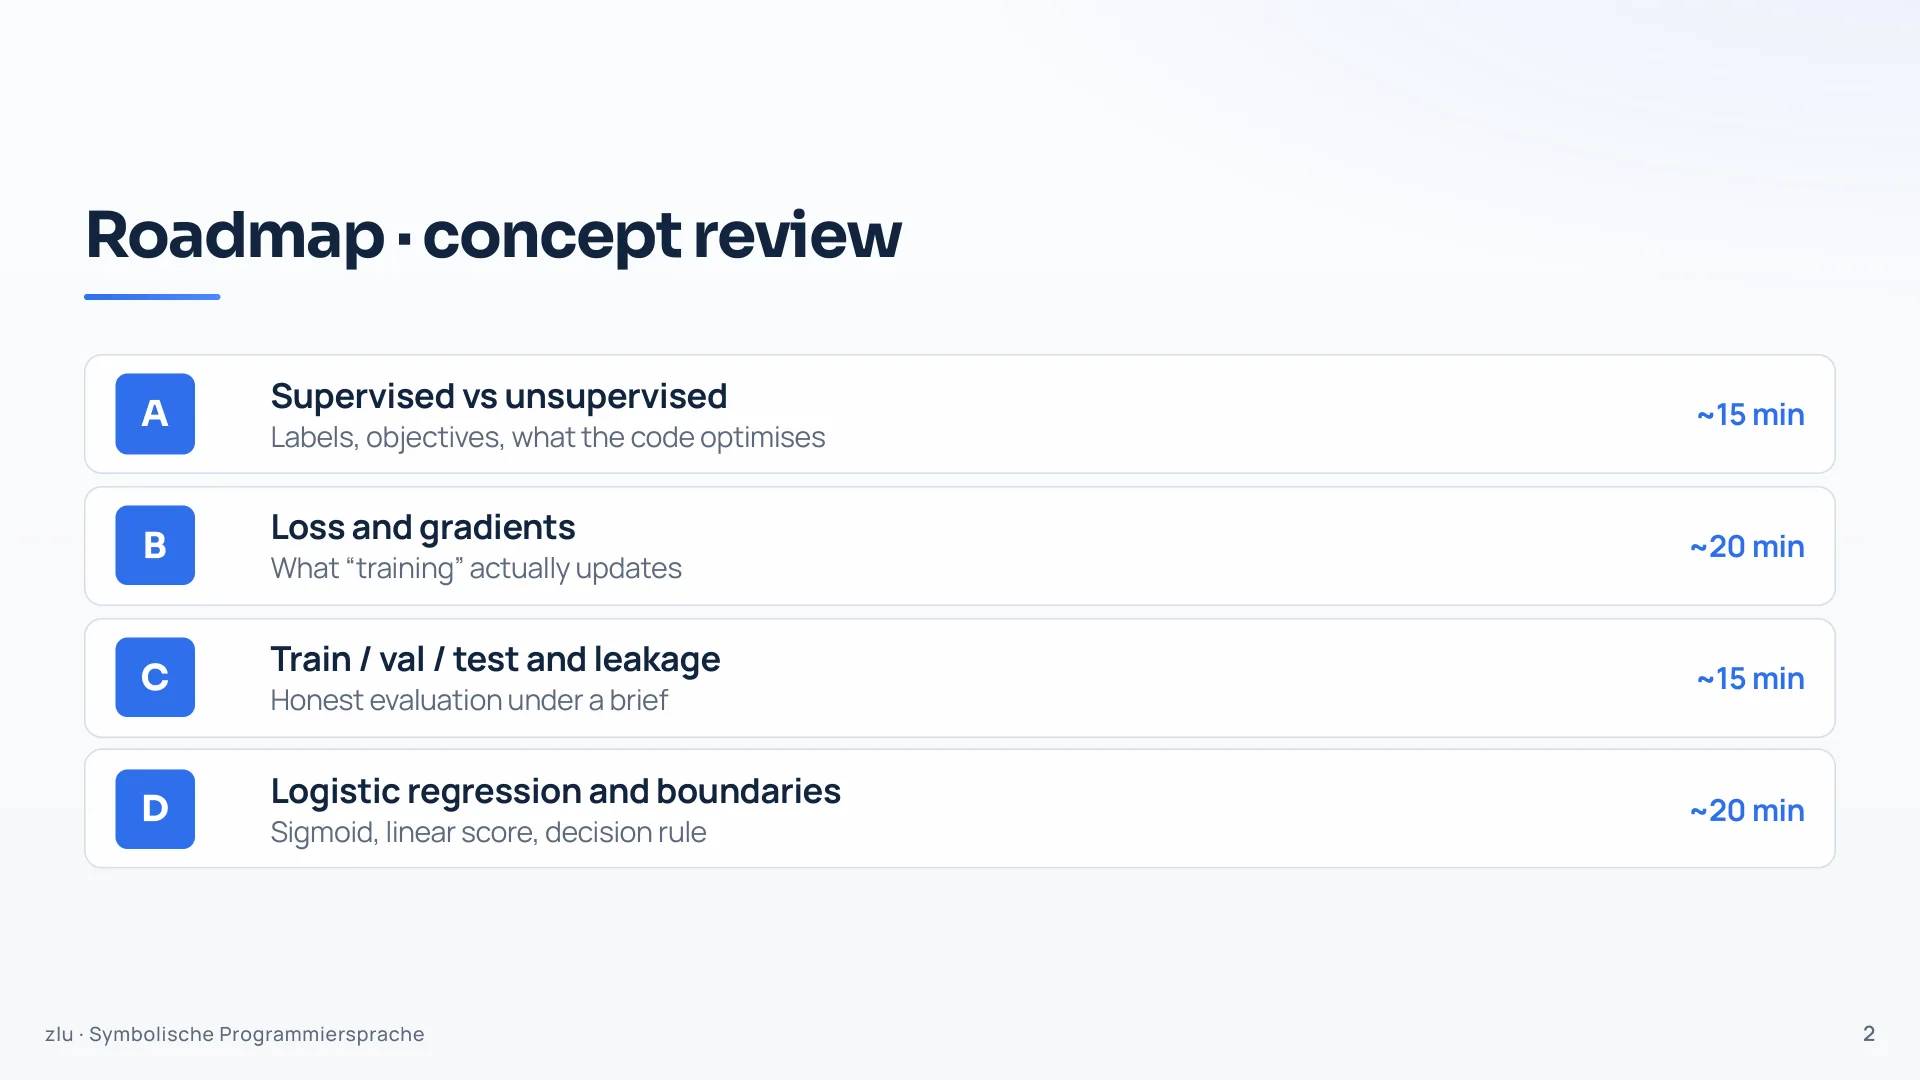 Roadmap · concept review
A
Supervised vs unsupervised
Labels, objectives, what the code optimises
~15 min
B
Loss and gradients
What “training” actually updates
~20 min
C
Train / val / test and leakage
Honest evaluation under a brief
~15 min
D
Logistic regression and boundaries
Sigmoid, linear score, decision rule
~20 min
zlu · Symbolische Programmiersprache
2